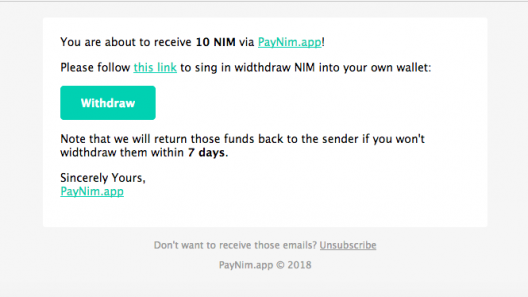 You are about to receive 10 NIM via PayNim.app!
Please follow this link to sing in widthdraw NIM into your own wallet:
Withdraw
Note that we will return those funds back to the sender if you won't
widthdraw them within 7 days.
Sincerely Yours,
PayNim.app
Don't want to receive those emails? Unsubscribe
PayNim.app © 2018